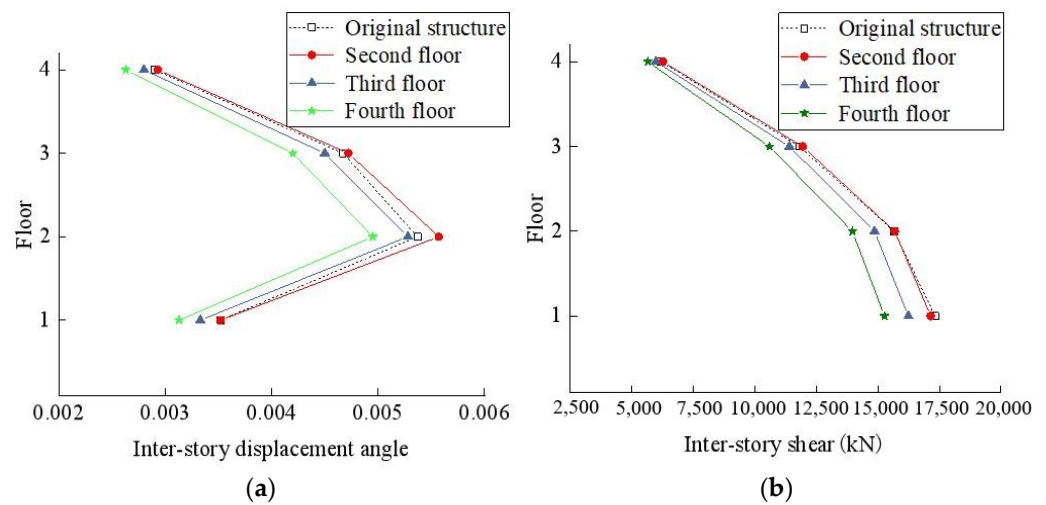 Original structure
Second floor
Third floor
Fourth floor
4
3
2
1
Floor
0.002 0.003 0.004 0.005 0.006
Inter-story displacement angle
(a)
Original structure
Second floor
Third floor
Fourth floor
4
3
2
1
Floor
2,500 5,000 7,500 10,000 12,500 15,000 17,500 20,000
Inter-story shear (kN)
(b)